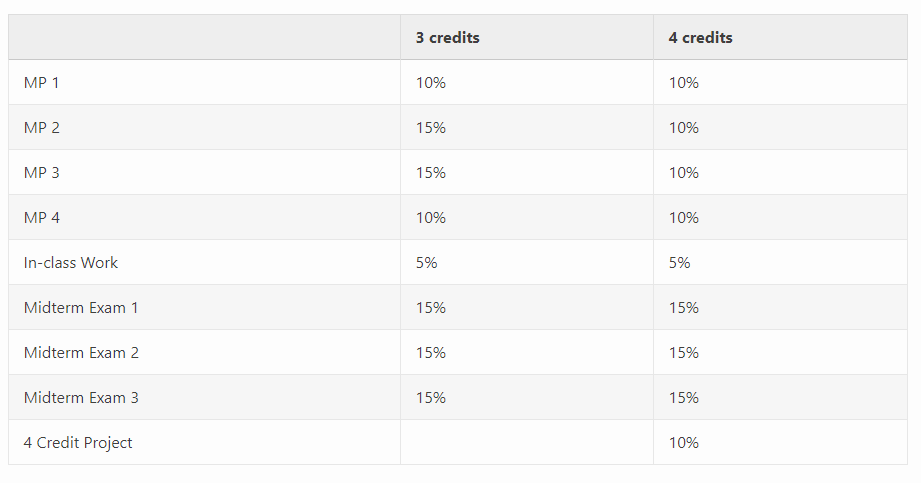 3 credits 4 credits
MP 1 10% 10%
MP 2 15% 10%
MP 3 15% 10%
MP 4 10% 10%
In-class Work 5% 5%
Midterm Exam 1 15% 15%
Midterm Exam 2 15% 15%
Midterm Exam 3 15% 15%
4 Credit Project 10%